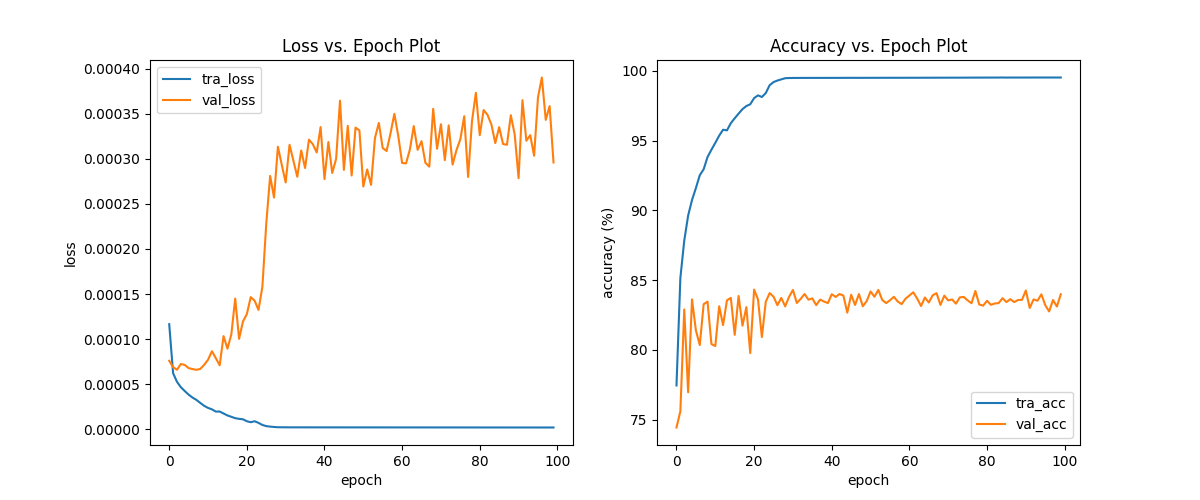 Loss vs. Epoch Plot
tra_loss
val_loss
0.00040
0.00035
0.00030
0.00025
0.00020
0.00015
0.00010
0.00005
0.00000
loss
0 20 40 60 80 100
epoch
Accuracy vs. Epoch Plot
100
95
90
85
80
75
accuracy (%)
tra_acc
val_acc
0 20 40 60 80 100
epoch